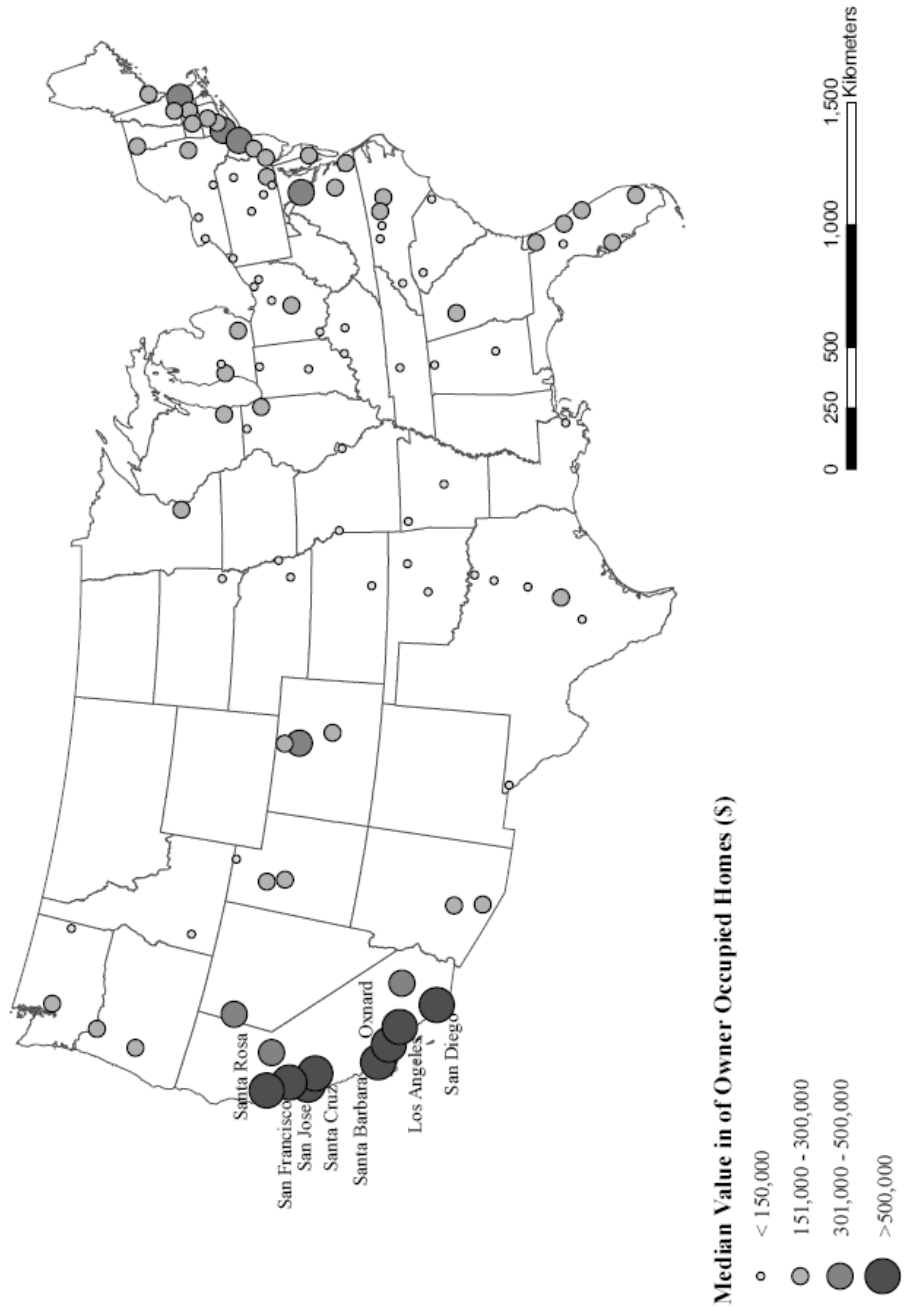 Santa Rosa
San Francisco
San Jose
Santa Cruz
Santa Barbara
Oxnard
Los Angeles
San Diego
Median Value in of Owner Occupied Homes ($)
< 150,000
151,000 - 300,000
301,000 - 500,000
>500,000
0 250 500 1,000 1,500
Kilometers